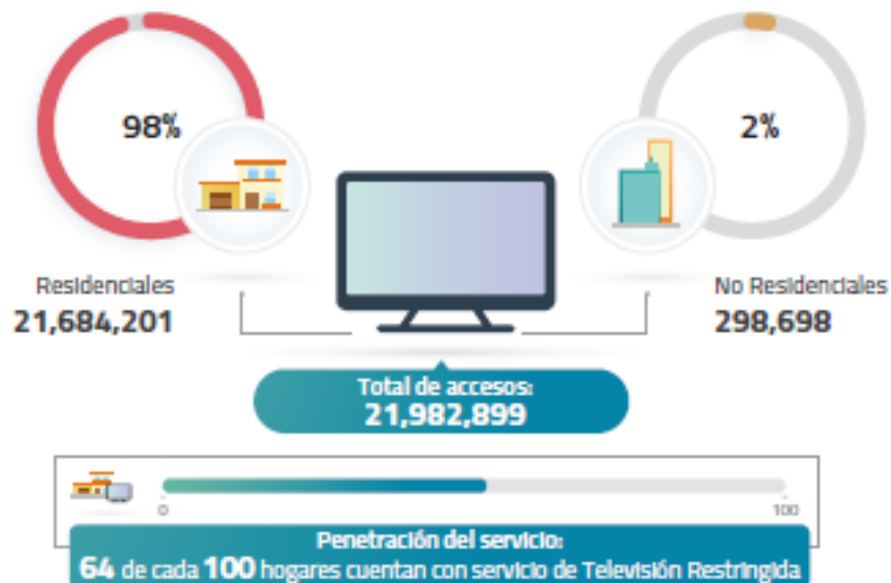 98%
2%
Residenciales
21,684,201
No Residenciales
298,698
Total de accesos:
21,982,899
0
100
Penetración del servicio:
64 de cada 100 hogares cuentan con servicio de Televisión Restringida